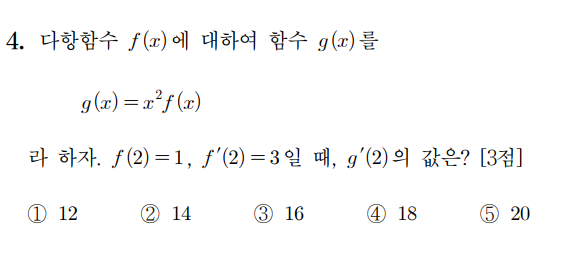 4. 다항함수 f(x)에 대하여 함수 g(x)를
g(x)=x²f(x)
라 하자. f(2)=1, f′(2)=3일 때, g′(2)의 값은? [3점]
① 12 ② 14 ③ 16 ④ 18 ⑤ 20